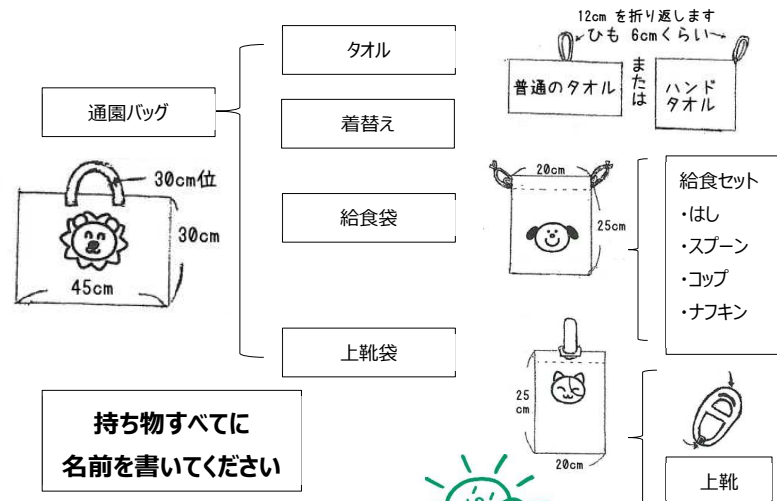 12cm を折り返します
ひも 6cmくらい
普通のタオル
または
ハンド
タオル
タオル
通園バッグ
着替え
30cm位
30cm
45cm
給食袋
20cm
25cm
給食セット
・はし
・スプーン
・コップ
・ナフキン
上靴袋
25
cm
20cm
上靴
持ち物すべてに
名前を書いてください